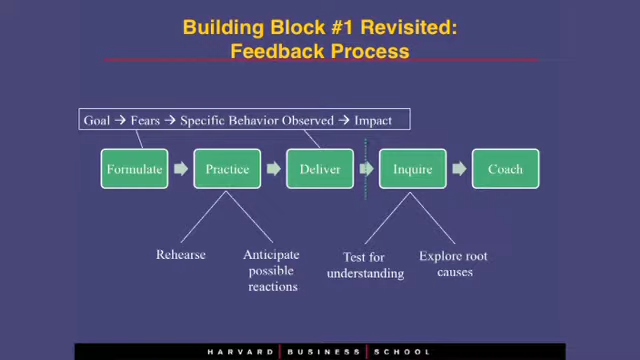 Building Block #1 Revisited:
Feedback Process
Goal → Fears → Specific Behavior Observed → Impact
Formulate
Practice
Deliver
Inquire
Coach
Rehearse
Anticipate
possible
reactions
Test for
understanding
Explore root
causes
HARVARD | BUSINESS | SCHOOL